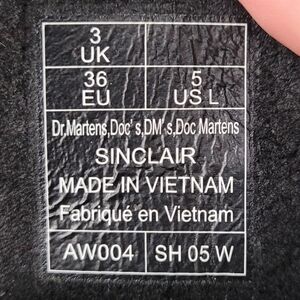 3
UK
36
EU
5
US L
Dr.Martens,Doc's,DM's,Doc Martens
SINCLAIR
MADE IN VIETNAM
Fabriqué en Vietnam
AW004
SH 05 W